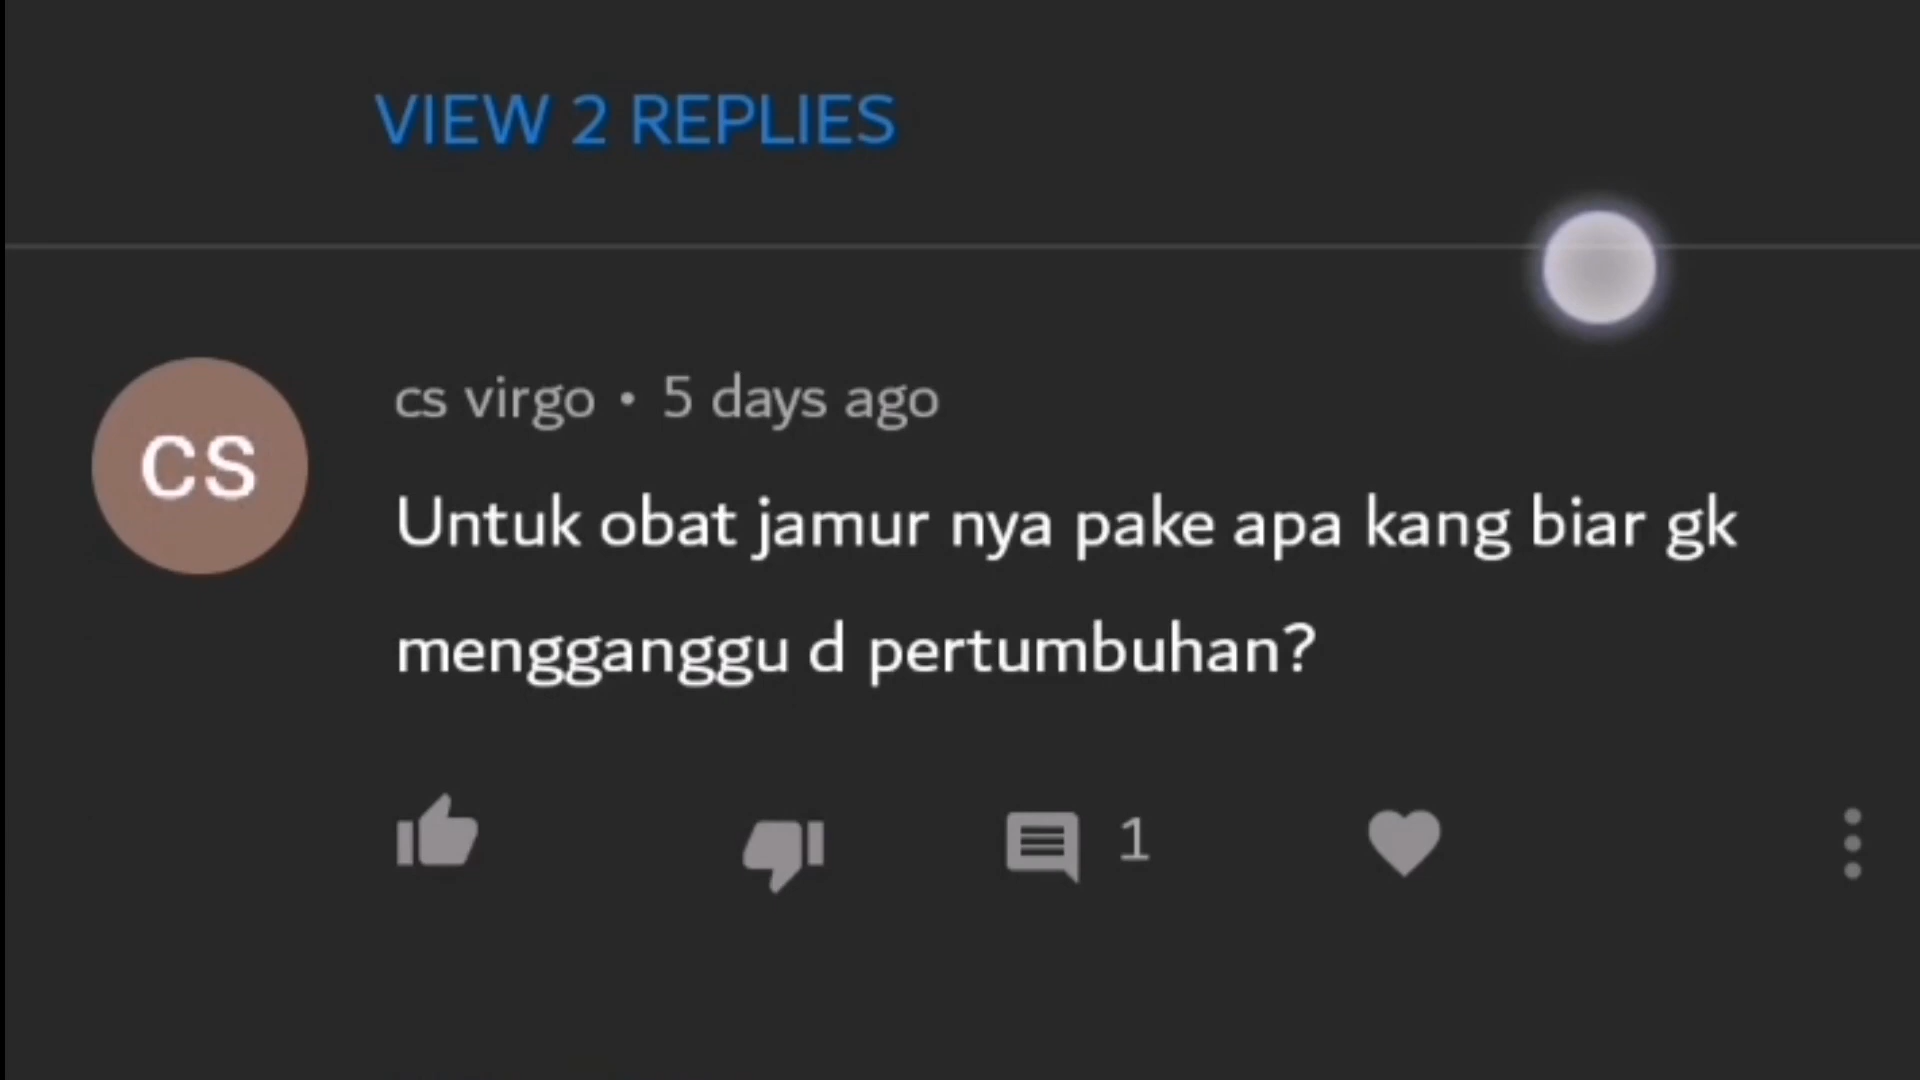 VIEW 2 REPLIES
CS
cs virgo • 5 days ago
Untuk obat jamur nya pake apa kang biar gk
mengganggu d pertumbuhan?
1